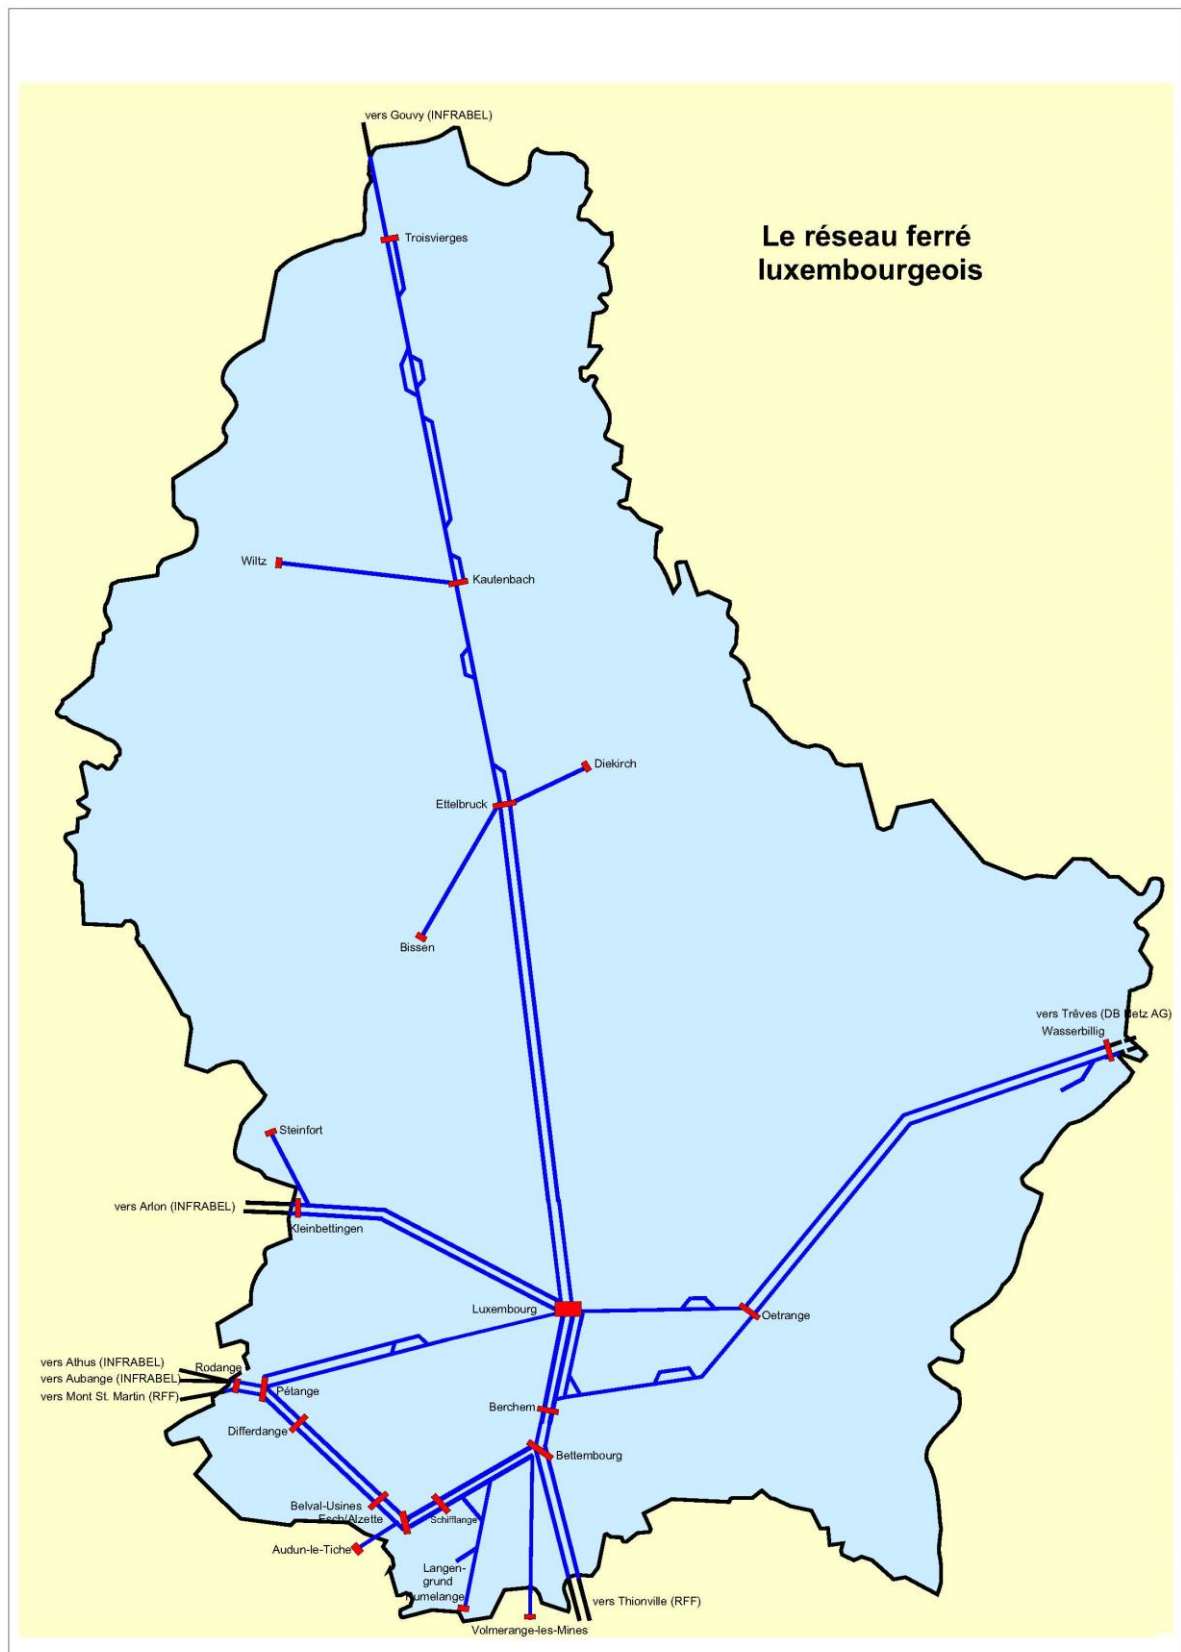 vers Gouvy (INFRABEL)
Le réseau ferré
luxembourgeois
Troisvierges
Wiltz
Kautenbach
Diekirch
Ettelbruck
Bissen
vers Trêves (DB Netz AG)
Wasserbillig
Steinfort
vers Arlon (INFRABEL)
Kleinbettingen
Luxembourg
Oetrange
vers Athus (INFRABEL)
Rodange
vers Aubange (INFRABEL)
vers Mont St. Martin (RFF)
Pétange
Berchem
Differdange
Bettembourg
Belval-Usines
Esch/Alzette
Schifflange
Audun-le-Tiche
Langen-
grund
Rumelange
vers Thionville (RFF)
Volmerange-les-Mines